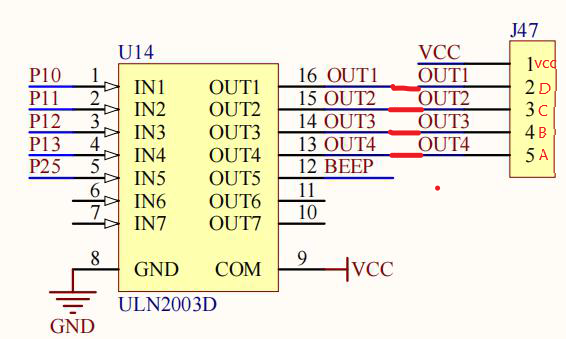 J47
U14
VCC
1 VCC
P10 1 IN1 OUT1 16 OUT1 OUT1 2 D
P11 2 IN2 OUT2 15 OUT2 OUT2 3 C
P12 3 IN3 OUT3 14 OUT3 OUT3 4 B
P13 4 IN4 OUT4 13 OUT4 OUT4 5 A
P25 5 IN5 OUT5 12 BEEP
6 IN6 OUT6 11
7 IN7 OUT7 10
8 GND COM 9 VCC
ULN2003D
GND